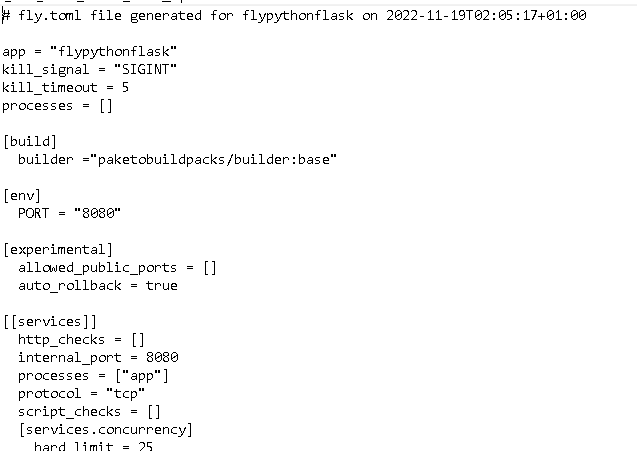 # fly.toml file generated for flypythonflask on 2022-11-19T02:05:17+01:00

app = "flypythonflask"
kill_signal = "SIGINT"
kill_timeout = 5
processes = []

[build]
  builder ="paketobuildpacks/builder:base"

[env]
  PORT = "8080"

[experimental]
  allowed_public_ports = []
  auto_rollback = true

[[services]]
  http_checks = []
  internal_port = 8080
  processes = ["app"]
  protocol = "tcp"
  script_checks = []
  [services.concurrency]
    hard_limit = 25